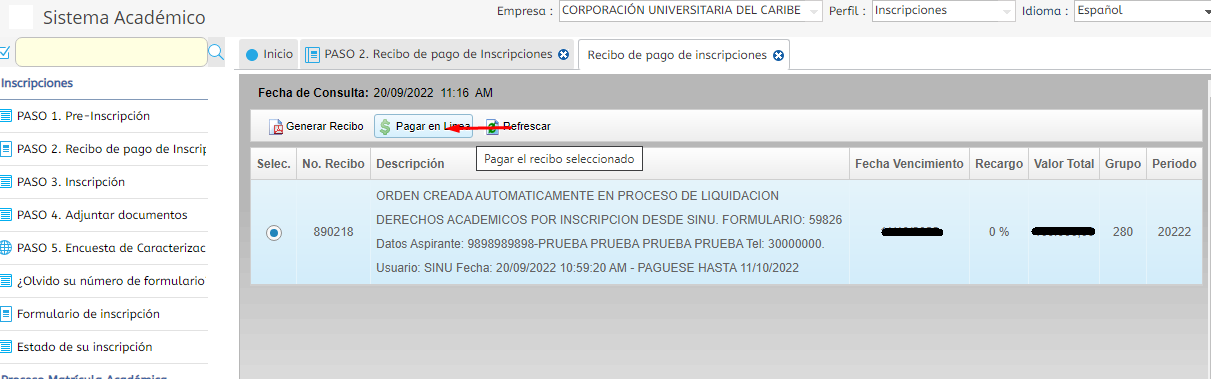 Sistema Académico
Empresa : CORPORACIÓN UNIVERSITARIA DEL CARIBE Perfil : Inscripciones Idioma : Español
Inicio PASO 2. Recibo de pago de Inscripciones Recibo de pago de inscripciones
Inscripciones
PASO 1. Pre-Inscripción
PASO 2. Recibo de pago de Inscrip
PASO 3. Inscripción
PASO 4. Adjuntar documentos
PASO 5. Encuesta de Caracterizac
¿Olvido su número de formulario
Formulario de inscripción
Estado de su inscripción
Proceso Matrícula Académica
Fecha de Consulta: 20/09/2022 11:16 AM
Generar Recibo Pagar en Linea Refrescar
Pagar el recibo seleccionado
Selec. No. Recibo Descripción Fecha Vencimiento Recargo Valor Total Grupo Periodo
ORDEN CREADA AUTOMATICAMENTE EN PROCESO DE LIQUIDACION
DERECHOS ACADEMICOS POR INSCRIPCION DESDE SINU. FORMULARIO: 59826
890218 0 % 280 20222
Datos Aspirante: 9898989898-PRUEBA PRUEBA PRUEBA PRUEBA Tel: 30000000.
Usuario: SINU Fecha: 20/09/2022 10:59:20 AM - PAGUESE HASTA 11/10/2022